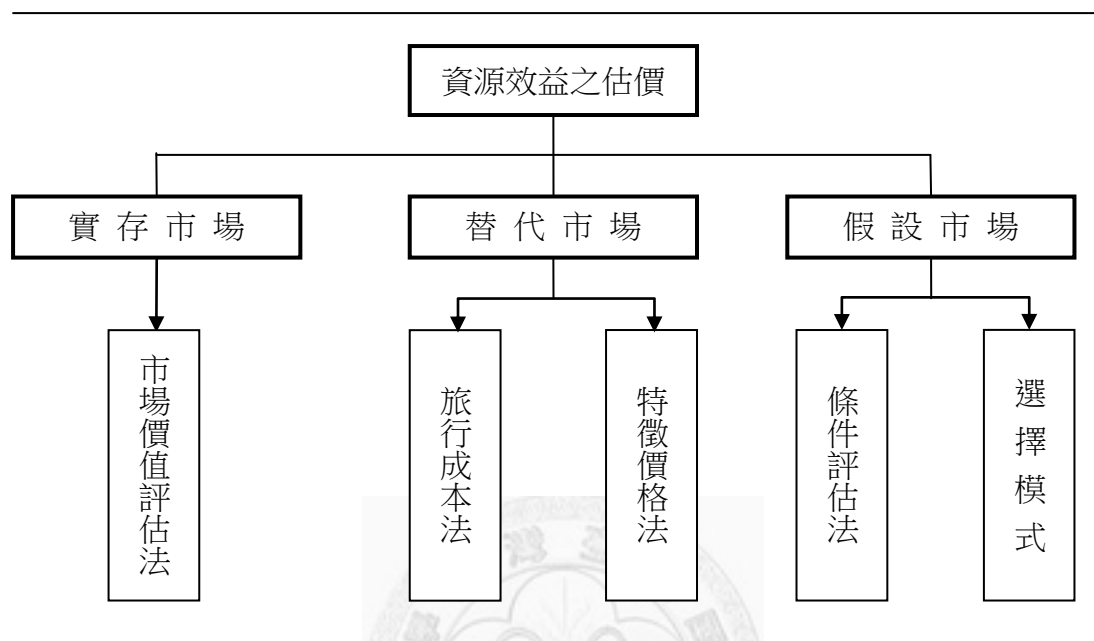 資源效益之估價
實存市場
替代市場
假設市場
市場價值評估法
旅行成本法
特徵價格法
條件評估法
選擇模式